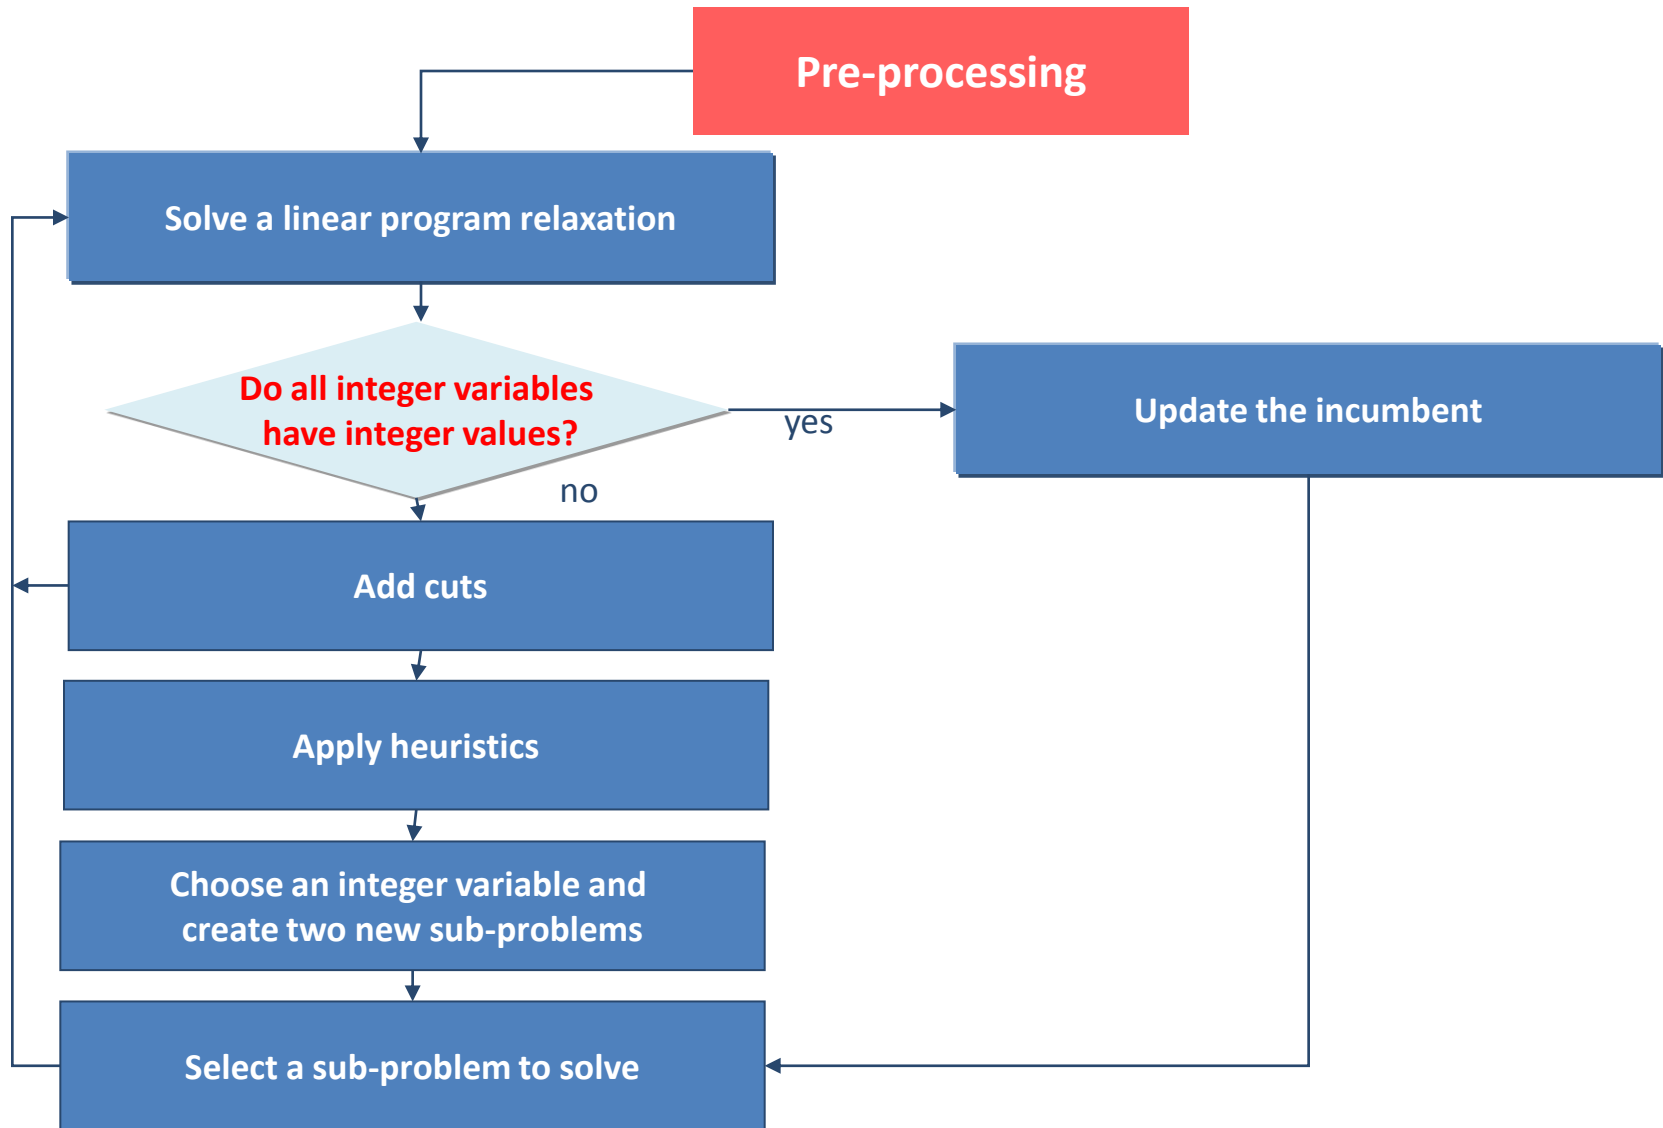 Pre-processing
Solve a linear program relaxation
Do all integer variables
have integer values?
yes
Update the incumbent
no
Add cuts
Apply heuristics
Choose an integer variable and
create two new sub-problems
Select a sub-problem to solve